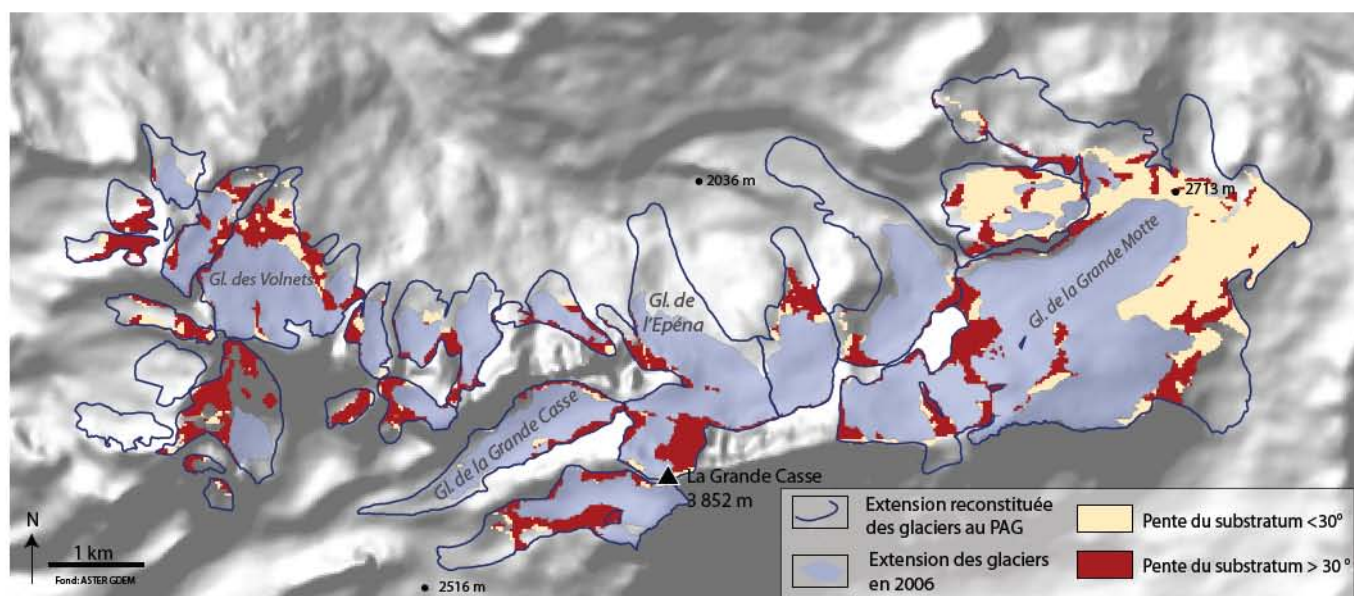 2036 m
2713 m
Gl. des Volnets
Gl. de
l'Epéna
Gl. de la Grande Motte
Gl. de la Grande Casse
La Grande Casse
3 852 m
2516 m
N
1 km
Fond: ASTER GDEM
Extension reconstituée
des glaciers au PAG
Extension des glaciers
en 2006
Pente du substratum <30°
Pente du substratum > 30 °